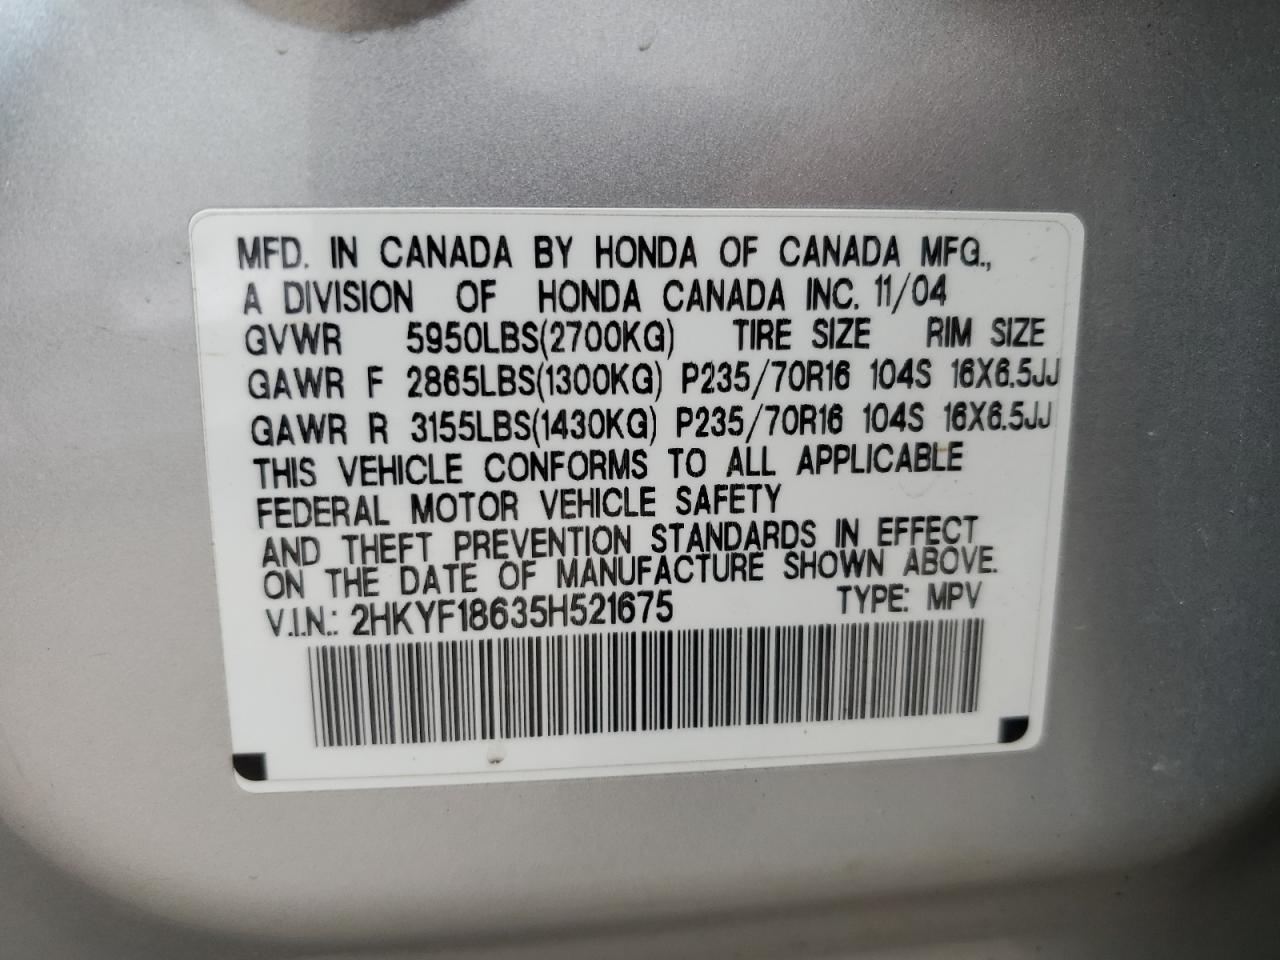 MFD. IN CANADA BY HONDA OF CANADA MFG.,
A DIVISION OF HONDA CANADA INC. 11/04
GVWR 5950LBS(2700KG) TIRE SIZE RIM SIZE
GAWR F 2865LBS(1300KG) P235/70R16 104S 16X6.5JJ
GAWR R 3155LBS(1430KG) P235/70R16 104S 16X6.5JJ
THIS VEHICLE CONFORMS TO ALL APPLICABLE
FEDERAL MOTOR VEHICLE SAFETY
AND THEFT PREVENTION STANDARDS IN EFFECT
ON THE DATE OF MANUFACTURE SHOWN ABOVE.
V.I.N.: 2HKYF18635H521675 TYPE: MPV